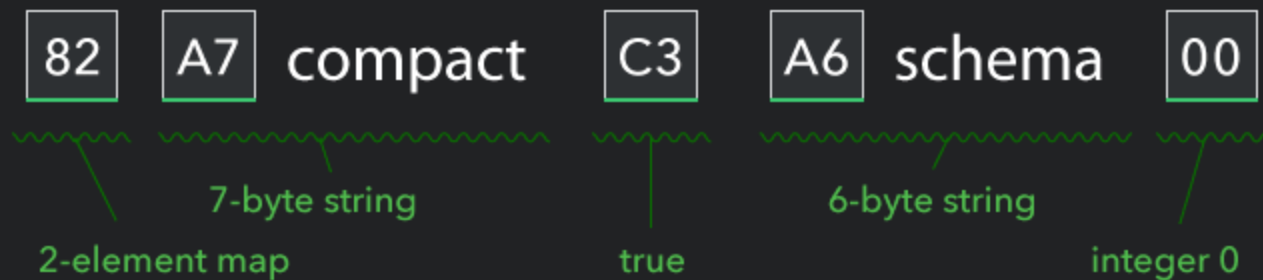 82 A7 compact C3 A6 schema 00
7-byte string 6-byte string
2-element map true integer 0